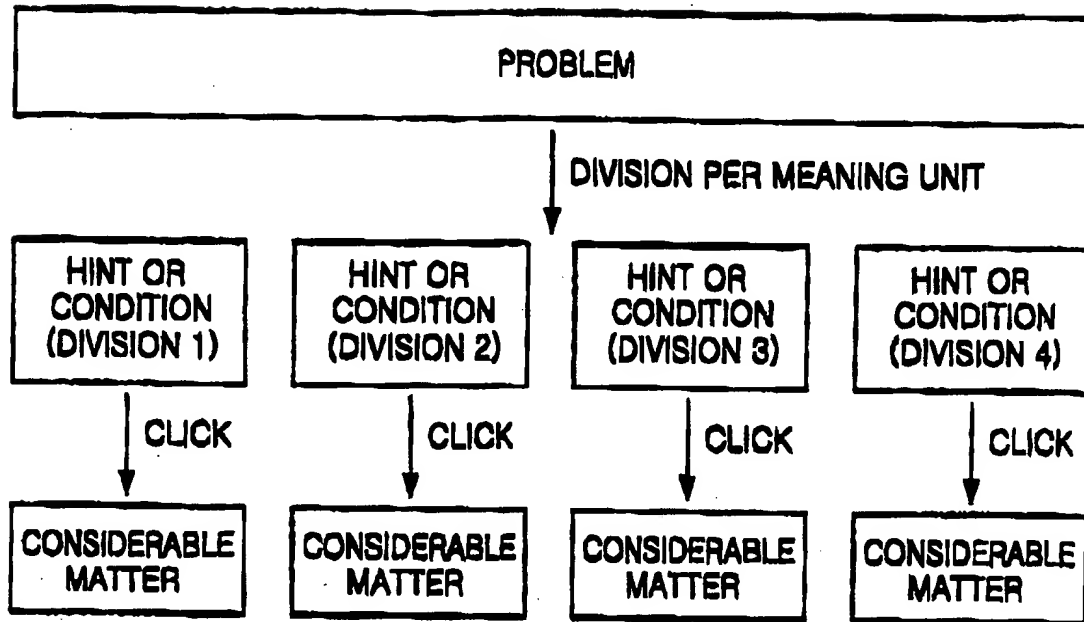 PROBLEM
DIVISION PER MEANING UNIT
HINT OR
CONDITION
(DIVISION 1)
HINT OR
CONDITION
(DIVISION 2)
HINT OR
CONDITION
(DIVISION 3)
HINT OR
CONDITION
(DIVISION 4)
CLICK
CLICK
CLICK
CLICK
CONSIDERABLE
MATTER
CONSIDERABLE
MATTER
CONSIDERABLE
MATTER
CONSIDERABLE
MATTER